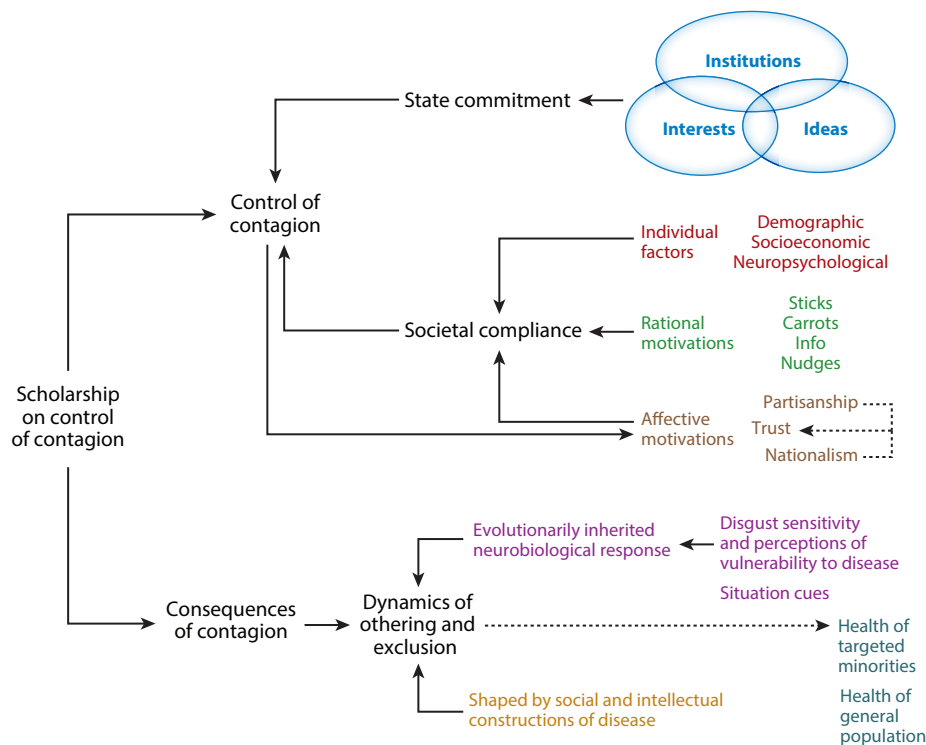 Institutions
State commitment
Interests
Ideas
Control of
contagion
Individual
factors
Demographic
Socioeconomic
Neuropsychological
Societal compliance
Rational
motivations
Sticks
Carrots
Info
Nudges
Scholarship
on control
of contagion
Affective
motivations
Partisanship
Trust
Nationalism
Evolutionarily inherited
neurobiological response
Disgust sensitivity
and perceptions of
vulnerability to disease
Situation cues
Consequences
of contagion
Dynamics of
othering and
exclusion
Health of
targeted
minorities
Shaped by social and intellectual
constructions of disease
Health of
general
population